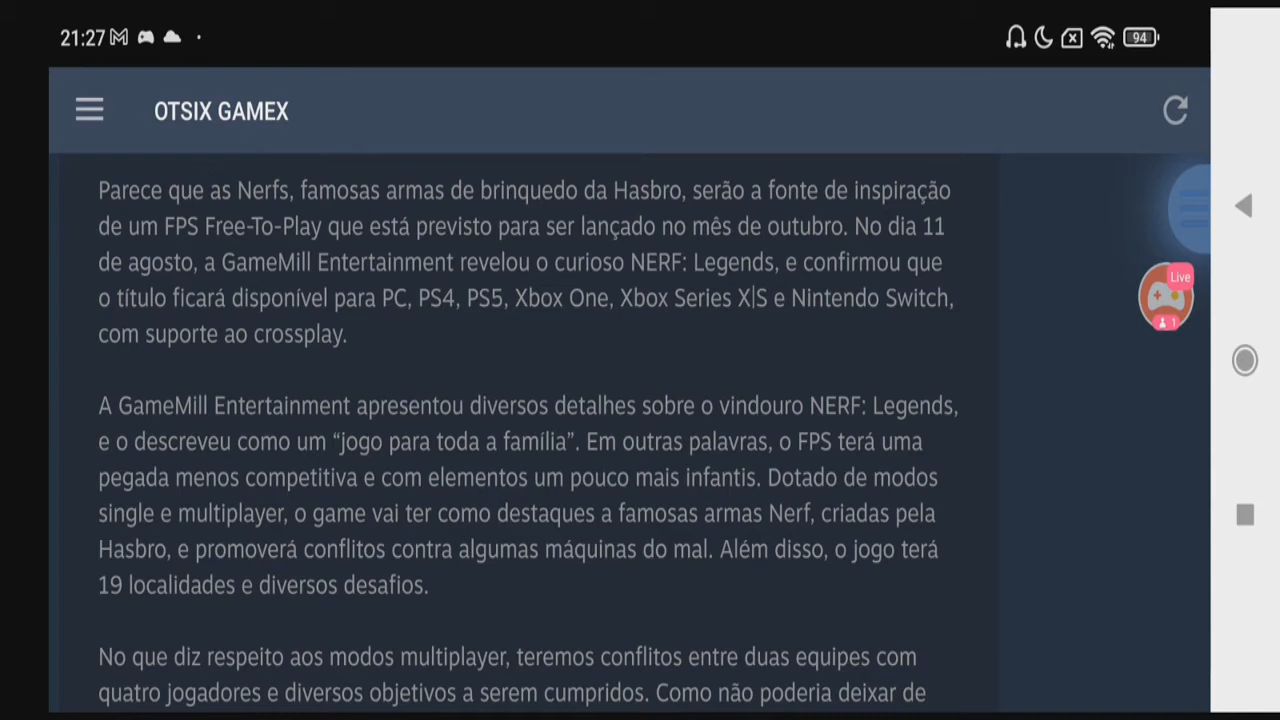 21:27
94
OTSIX GAMEX
Parece que as Nerfs, famosas armas de brinquedo da Hasbro, serão a fonte de inspiração
de um FPS Free-To-Play que está previsto para ser lançado no mês de outubro. No dia 11
de agosto, a GameMill Entertainment revelou o curioso NERF: Legends, e confirmou que
o título ficará disponível para PC, PS4, PS5, Xbox One, Xbox Series X|S e Nintendo Switch,
com suporte ao crossplay.
Live
1
A GameMill Entertainment apresentou diversos detalhes sobre o vindouro NERF: Legends,
e o descreveu como um “jogo para toda a família”. Em outras palavras, o FPS terá uma
pegada menos competitiva e com elementos um pouco mais infantis. Dotado de modos
single e multiplayer, o game vai ter como destaques a famosas armas Nerf, criadas pela
Hasbro, e promoverá conflitos contra algumas máquinas do mal. Além disso, o jogo terá
19 localidades e diversos desafios.
No que diz respeito aos modos multiplayer, teremos conflitos entre duas equipes com
quatro jogadores e diversos objetivos a serem cumpridos. Como não poderia deixar de